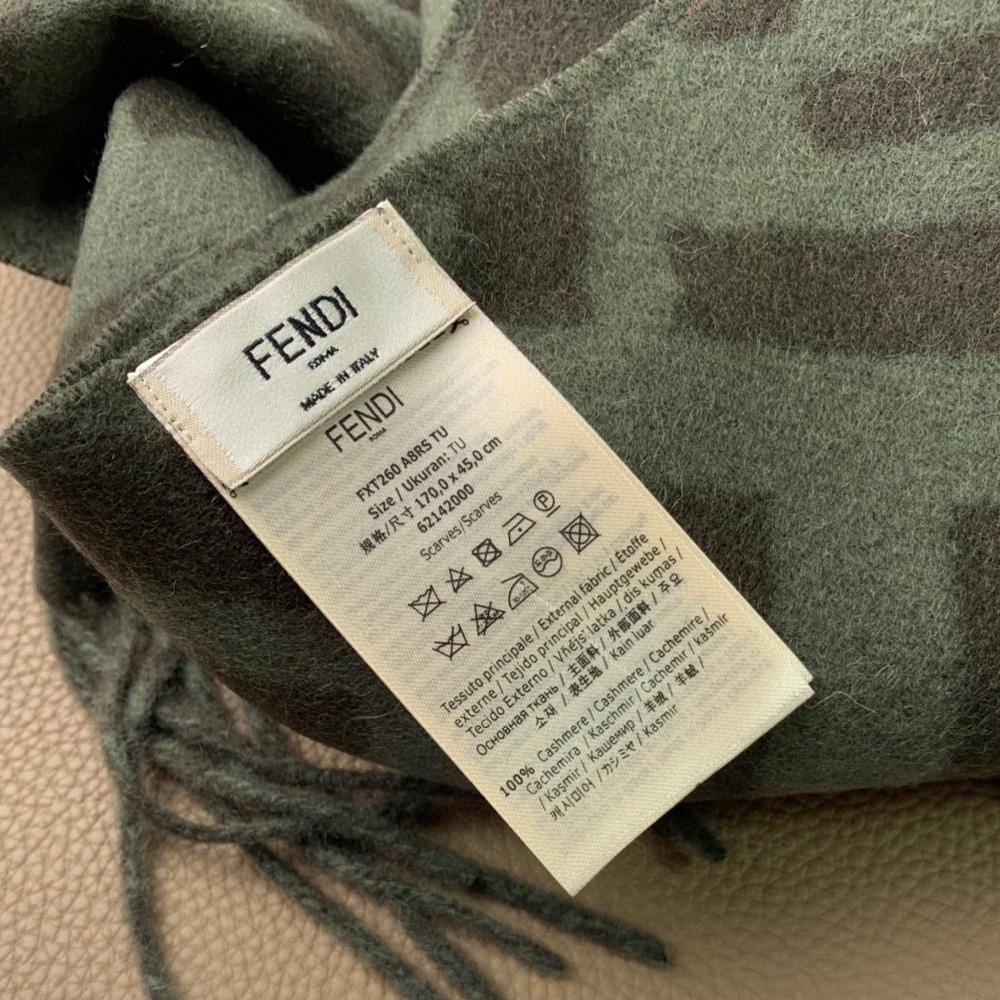 FENDI
ROMA
MADE IN ITALY
FENDI
ROMA
FXT260 A8RS TU
Size / Ukuran: TU
规格/尺寸 170,0 x 45,0 cm
62142000
Scarves/Scarves
P
Tessuto principale / External fabric / Étoffe
externe / Tejido principal / Hauptgewebe /
Tecido Externo / Vnější látka / dış kumaş /
Основная ткань / 主面料 / 外部面料 / 주요
소재 / 表生地 / Kain luar
100% Cashmere / Cashmere / Cachemire /
Cachemira / Kaschmir / Cachemir / kašmír
/ Kaşmir / Кашемир / 羊绒 / 羊絨 /
캐시미어 / カシミヤ / Kasmir